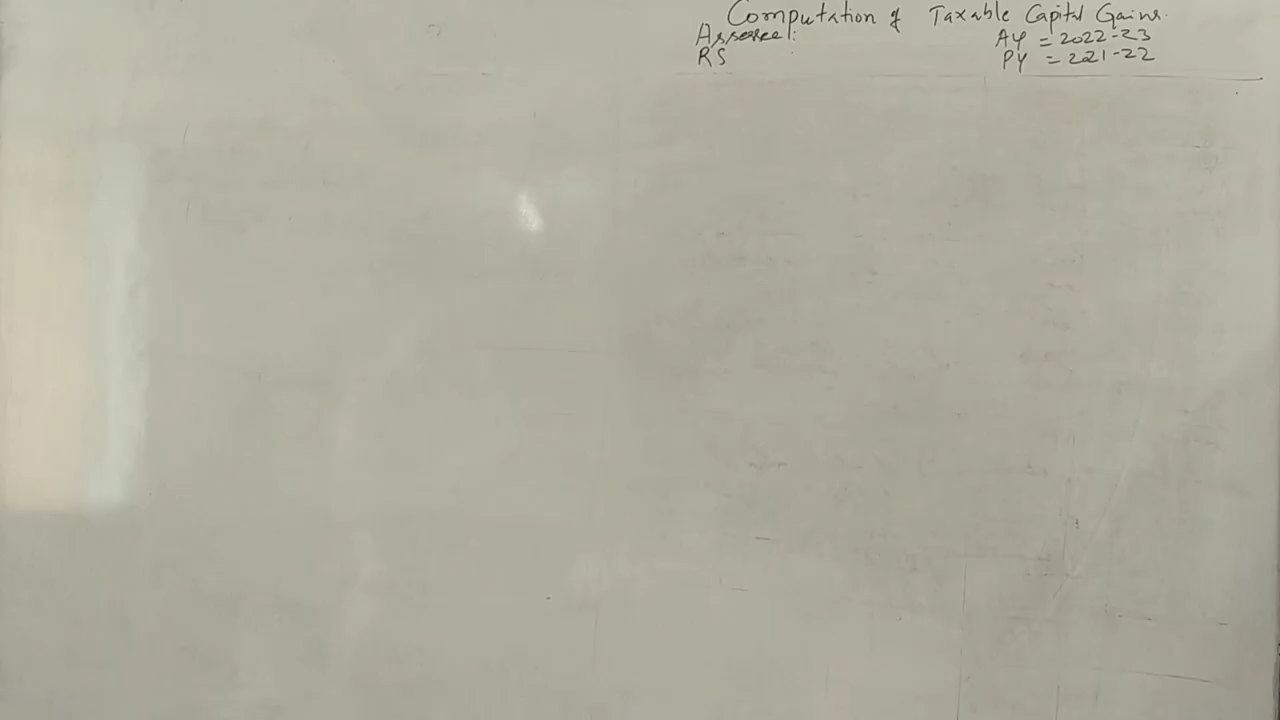 Computation of Taxable Capital Gains.
Assessee:
AY = 2022-23
RS
PY = 2021-22